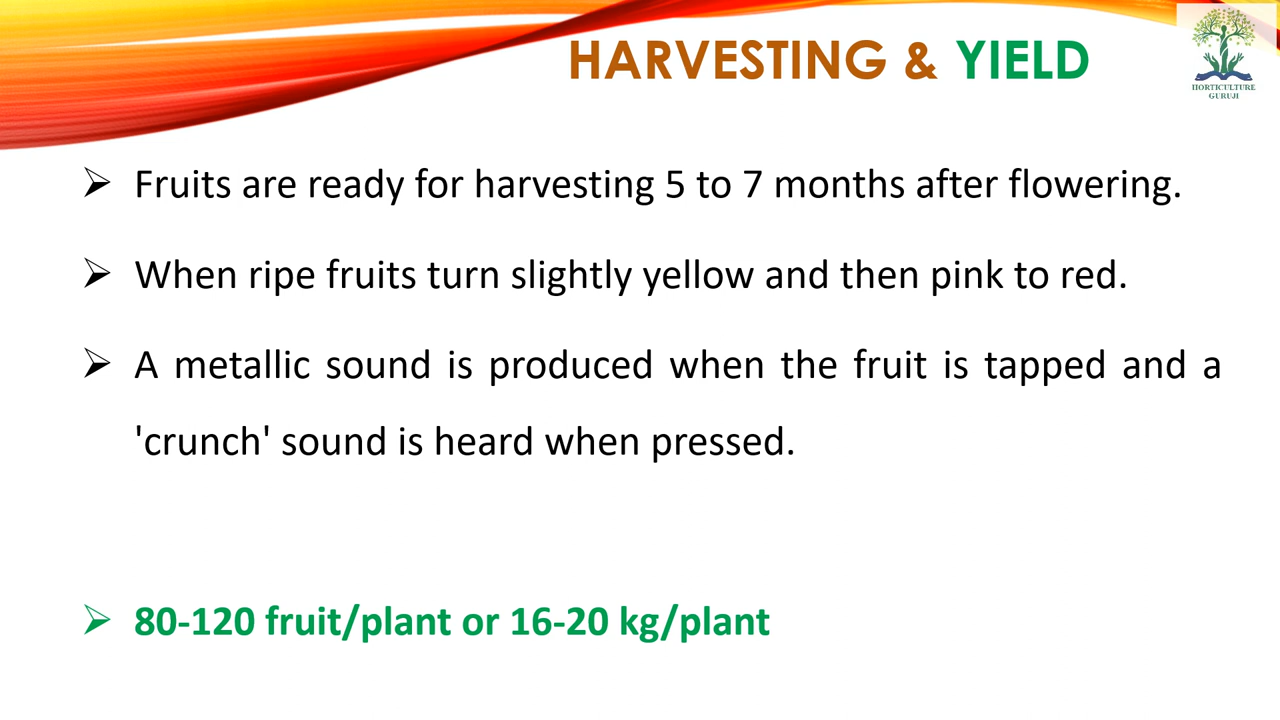 HARVESTING & YIELD
HORTICULTURE
GURUJI
Fruits are ready for harvesting 5 to 7 months after flowering.
When ripe fruits turn slightly yellow and then pink to red.
A metallic sound is produced when the fruit is tapped and a
'crunch' sound is heard when pressed.
80-120 fruit/plant or 16-20 kg/plant